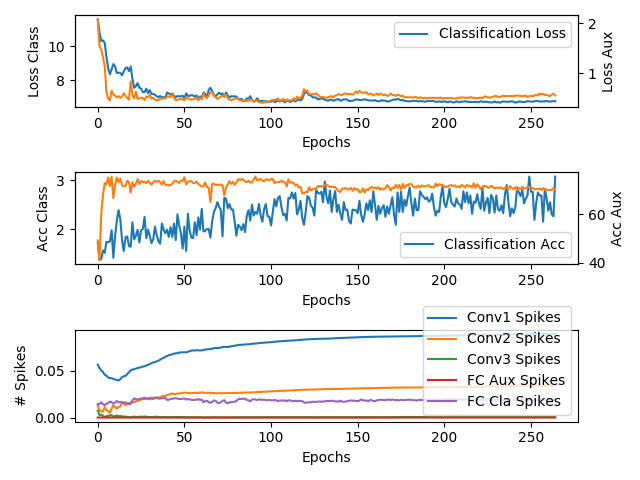 Loss Class
10
8
2
1
Loss Aux
Classification Loss
0 50 100 150 200 250
Epochs
Acc Class
3
2
60
40
Acc Aux
Classification Acc
0 50 100 150 200 250
Epochs
# Spikes
0.05
0.00
Conv1 Spikes
Conv2 Spikes
Conv3 Spikes
FC Aux Spikes
FC Cla Spikes
0 50 100 150 200 250
Epochs